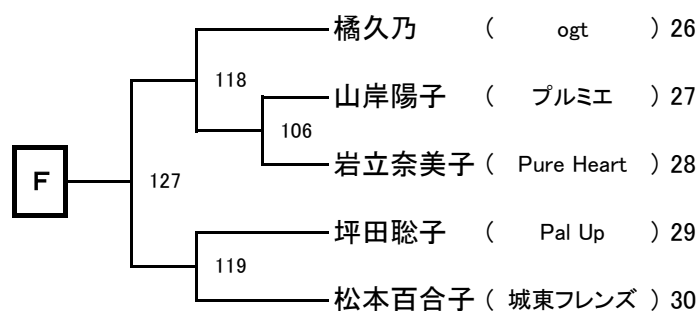 橘久乃 ( ogt ) 26
118
山岸陽子 ( プルミエ ) 27
106
岩立奈美子 ( Pure Heart ) 28
F
127
坪田聡子 ( Pal Up ) 29
119
松本百合子 ( 城東フレンズ ) 30